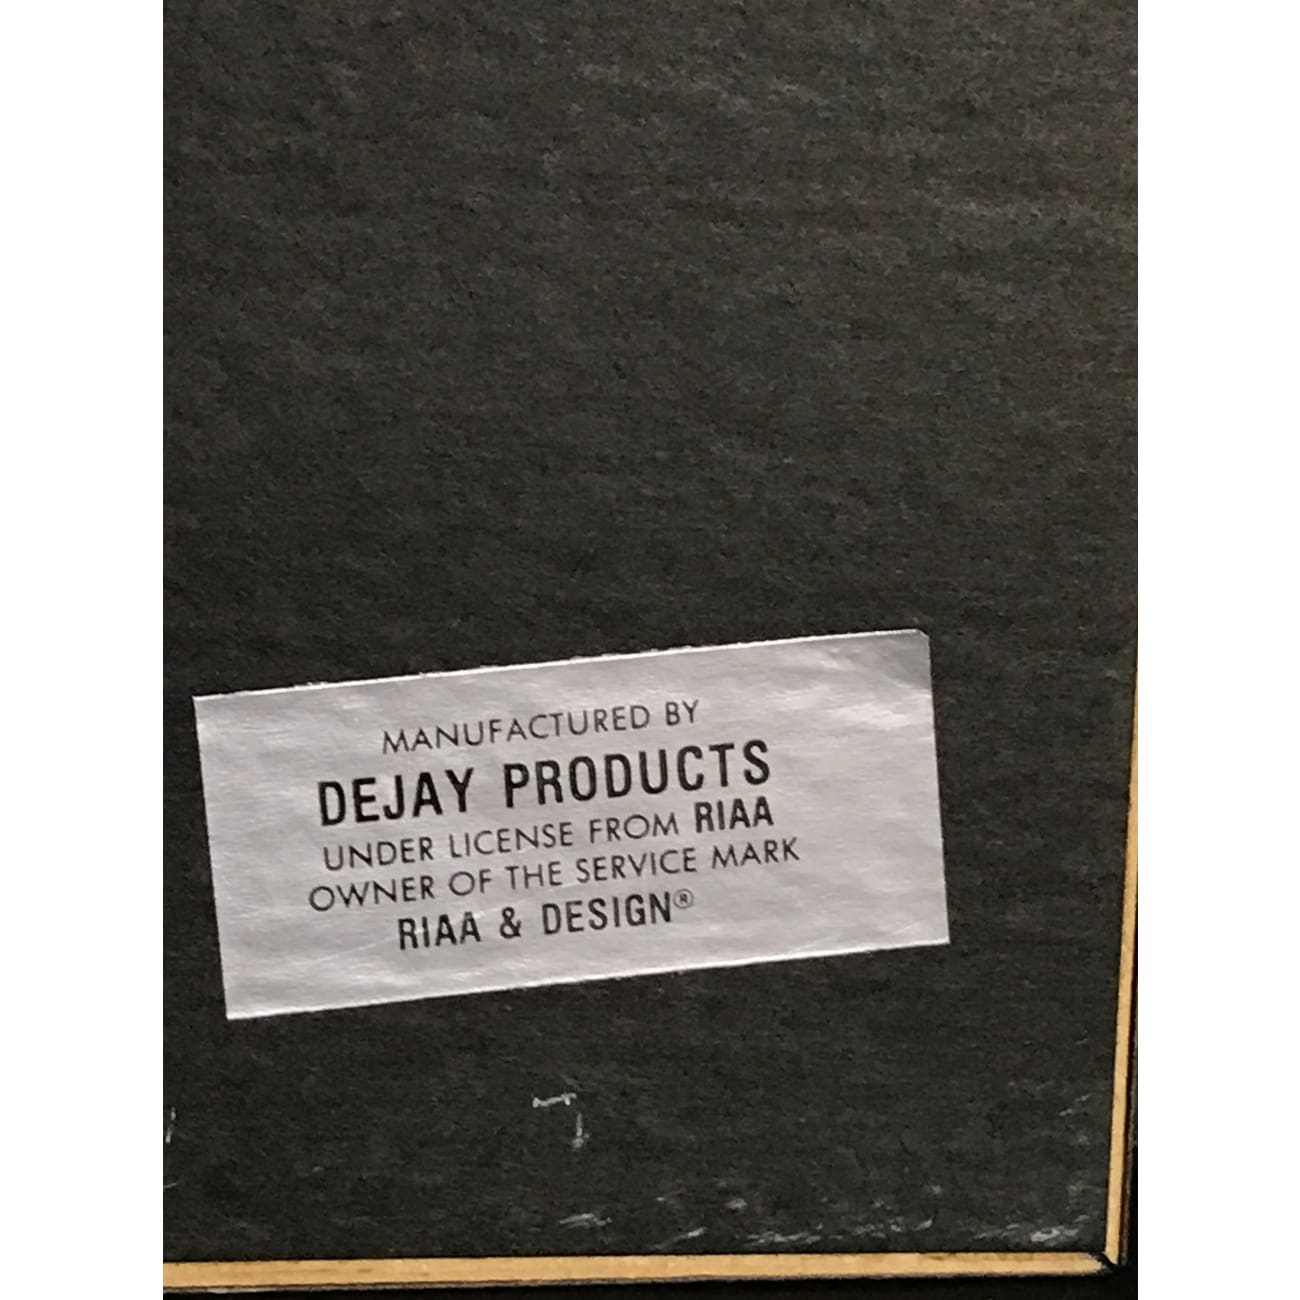 MANUFACTURED BY
DEJAY PRODUCTS
UNDER LICENSE FROM RIAA
OWNER OF THE SERVICE MARK
RIAA & DESIGN®